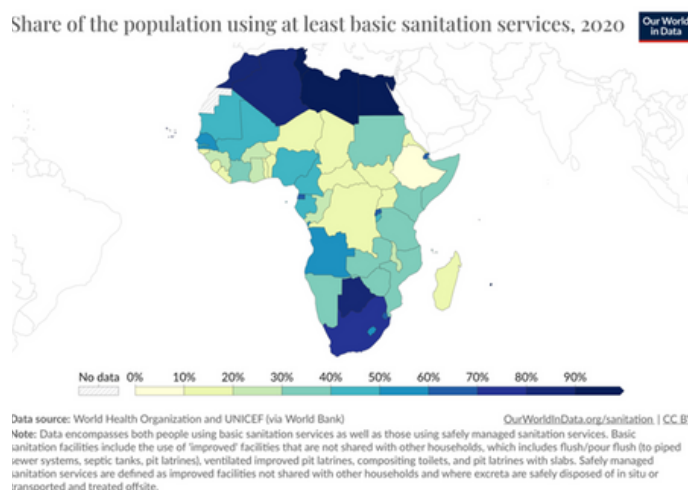 Share of the population using at least basic sanitation services, 2020
Our World
in Data
No data 0% 10% 20% 30% 40% 50% 60% 70% 80% 90%
Data source: World Health Organization and UNICEF (via World Bank) OurWorldInData.org/sanitation | CC BY
Note: Data encompasses both people using basic sanitation services as well as those using safely managed sanitation services. Basic
sanitation facilities include the use of 'improved' facilities that are not shared with other households, which includes flush/pour flush (to piped
sewer systems, septic tanks, pit latrines), ventilated improved pit latrines, compositing toilets, and pit latrines with slabs. Safely managed
sanitation services are defined as improved facilities not shared with other households and where excreta are safely disposed of in situ or
transported and treated offsite.